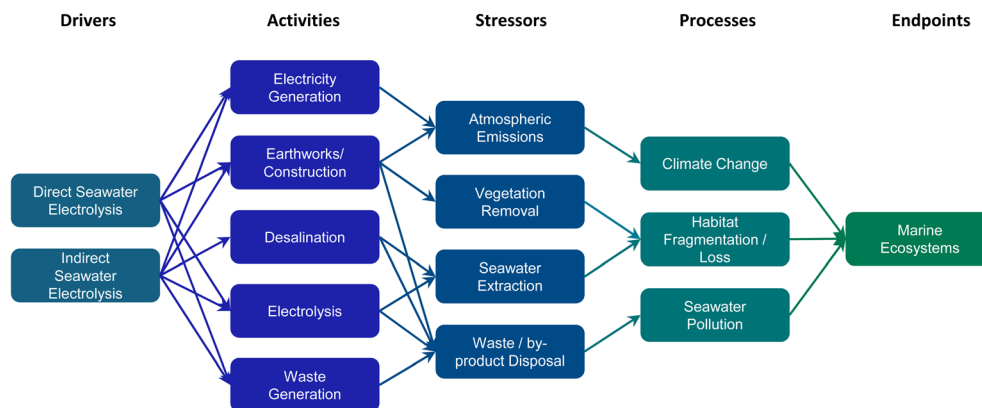 Drivers
Activities
Stressors
Processes
Endpoints
Direct Seawater
Electrolysis
Indirect
Seawater
Electrolysis
Electricity
Generation
Earthworks/
Construction
Desalination
Electrolysis
Waste
Generation
Atmospheric
Emissions
Vegetation
Removal
Seawater
Extraction
Waste / by-
product Disposal
Climate Change
Habitat
Fragmentation /
Loss
Seawater
Pollution
Marine
Ecosystems